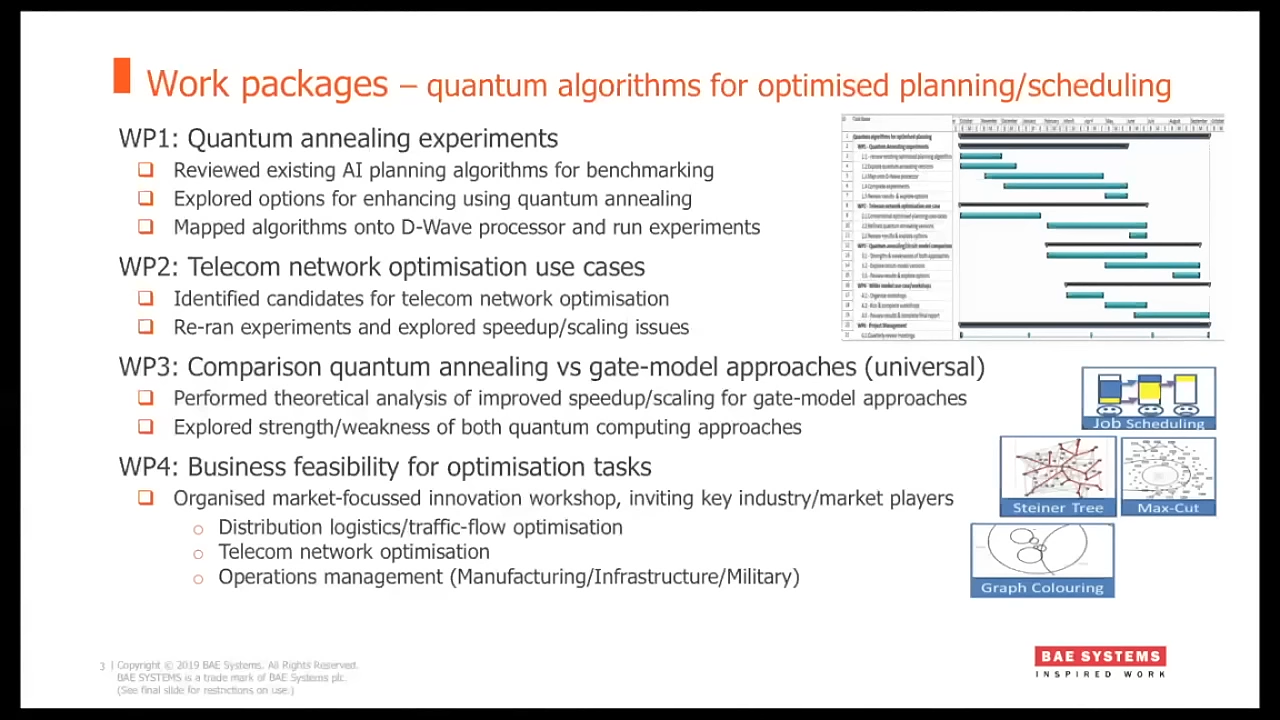 Work packages – quantum algorithms for optimised planning/scheduling
WP1: Quantum annealing experiments
Reviewed existing AI planning algorithms for benchmarking
Explored options for enhancing using quantum annealing
Mapped algorithms onto D-Wave processor and run experiments
WP2: Telecom network optimisation use cases
Identified candidates for telecom network optimisation
Re-ran experiments and explored speedup/scaling issues
WP3: Comparison quantum annealing vs gate-model approaches (universal)
Performed theoretical analysis of improved speedup/scaling for gate-model approaches
Explored strength/weakness of both quantum computing approaches
WP4: Business feasibility for optimisation tasks
Organised market-focussed innovation workshop, inviting key industry/market players
Distribution logistics/traffic-flow optimisation
Telecom network optimisation
Operations management (Manufacturing/Infrastructure/Military)
Job Scheduling
Steiner Tree
Max-Cut
Graph Colouring
3 | Copyright © 2019 BAE Systems. All Rights Reserved.
BAE SYSTEMS is a trade mark of BAE Systems plc.
(See final slide for restrictions on use.)
BAE SYSTEMS
INSPIRED WORK